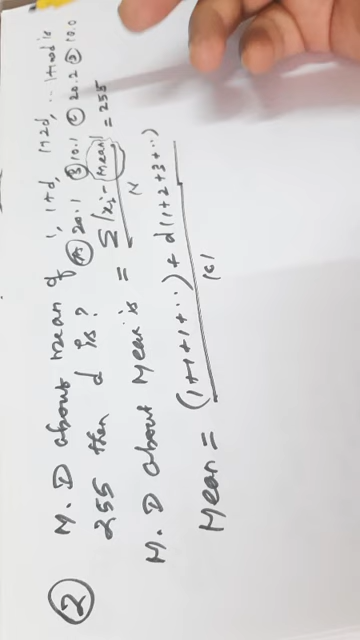 ② M.D about mean of 1, 1+d, 1+2d, .. 1+100d is
255 then d is? Ⓐ 20.1 Ⓑ 10.1 Ⓒ 20.2 Ⓓ 10.0
M.D about Mean is = Σ|xi - Mean| / N = 255
Mean = (1+1+1+..) + d(1+2+3+..) / 101